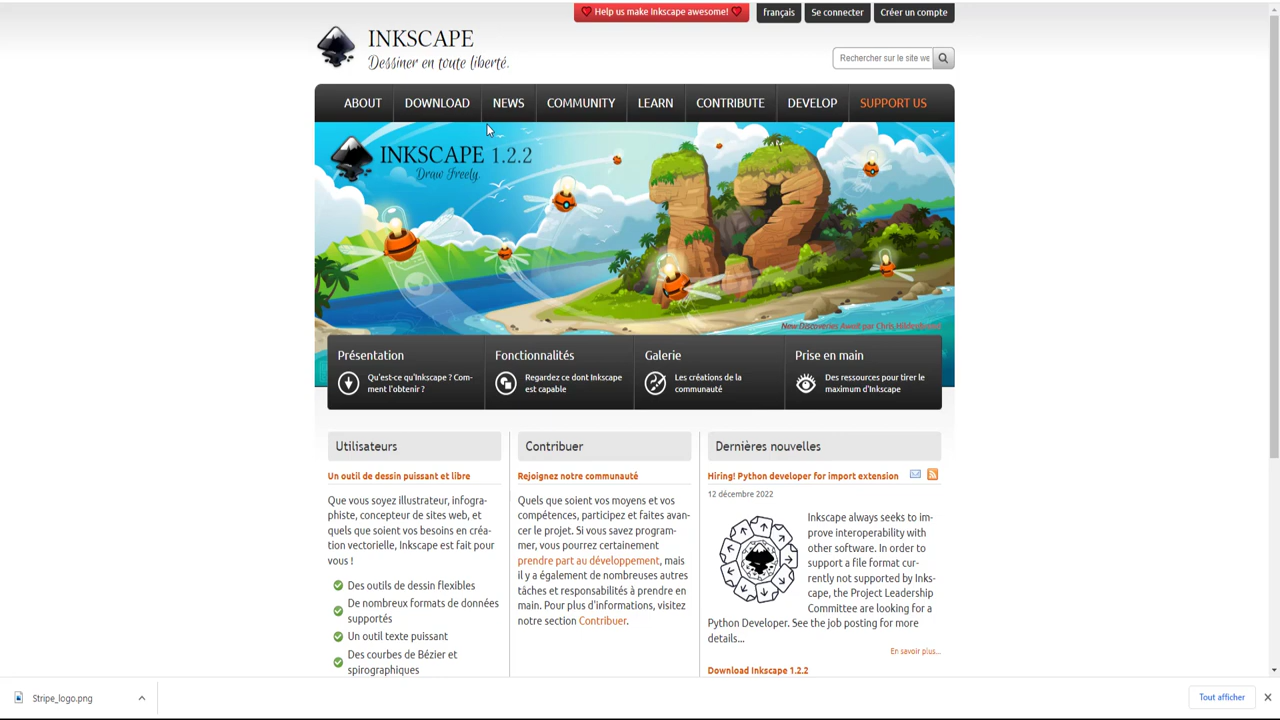 Help us make Inkscape awesome!
français
Se connecter
Créer un compte
INKSCAPE
Dessiner en toute liberté.
Rechercher sur le site we
ABOUT
DOWNLOAD
NEWS
COMMUNITY
LEARN
CONTRIBUTE
DEVELOP
SUPPORT US
INKSCAPE 1.2.2
Draw Freely.
New Discoveries Await par Chris Hildenbrand
Présentation
Qu'est-ce qu'Inkscape ? Com-
ment l'obtenir ?
Fonctionnalités
Regardez ce dont Inkscape
est capable
Galerie
Les créations de la
communauté
Prise en main
Des ressources pour tirer le
maximum d'Inkscape
Utilisateurs
Un outil de dessin puissant et libre
Que vous soyez illustrateur, infogra-
phiste, concepteur de sites web, et
quels que soient vos besoins en créa-
tion vectorielle, Inkscape est fait pour
vous !
Des outils de dessin flexibles
De nombreux formats de données
supportés
Un outil texte puissant
Des courbes de Bézier et
spirographiques
Contribuer
Rejoignez notre communauté
Quels que soient vos moyens et vos
compétences, participez et faites avan-
cer le projet. Si vous savez program-
mer, vous pourrez certainement
prendre part au développement, mais
il y a également de nombreuses autres
tâches et responsabilités à prendre en
main. Pour plus d'informations, visitez
notre section Contribuer.
Dernières nouvelles
Hiring! Python developer for import extension
12 décembre 2022
Inkscape always seeks to im-
prove interoperability with
other software. In order to
support a file format cur-
rently not supported by Inks-
cape, the Project Leadership
Committee are looking for a
Python Developer. See the job posting for more
details...
En savoir plus...
Download Inkscape 1.2.2
Stripe_logo.png
Tout afficher